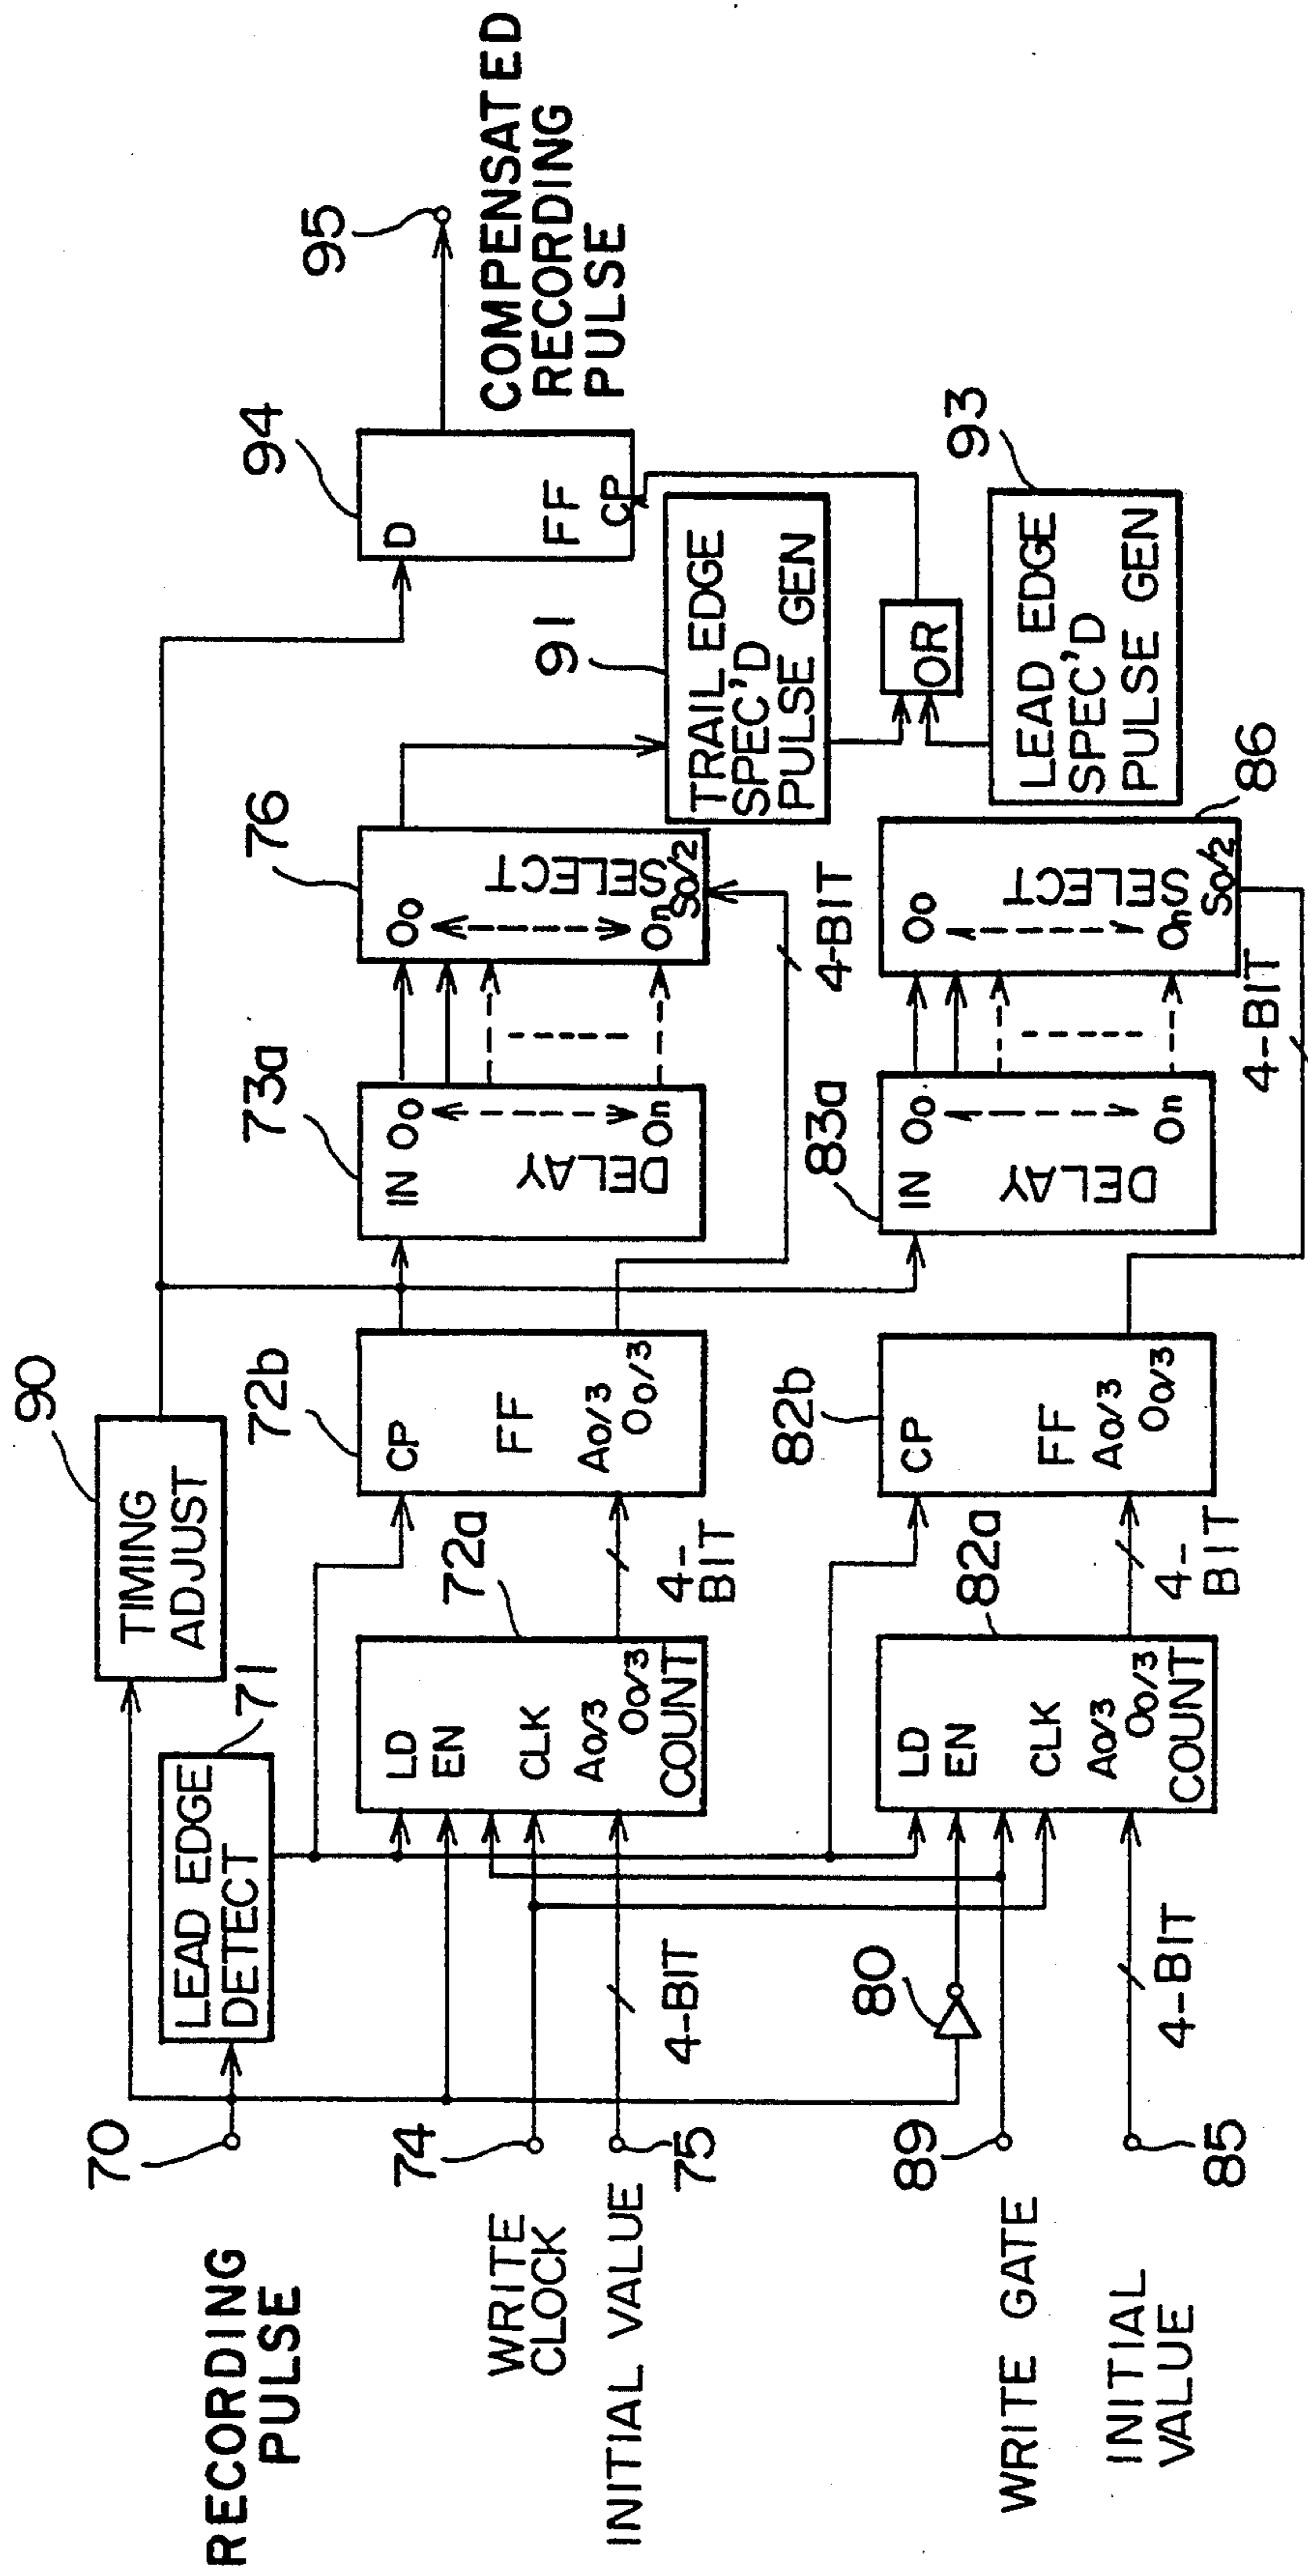 RECORDING
PULSE
70
LEAD EDGE
DETECT
71
TIMING
ADJUST
90
WRITE
CLOCK
74
INITIAL VALUE
75
4-BIT
LD
EN
CLK
A0/3
O0/3
COUNT
72a
4-
BIT
CP
FF
A0/3
O0/3
72b
IN
O0
On
DELAY
73a
O0
On
SELECT
S0/2
76
4-BIT
TRAIL EDGE
SPEC'D
PULSE GEN
91
D
FF
CP
94
95
COMPENSATED
RECORDING
PULSE
OR
LEAD EDGE
SPEC'D
PULSE GEN
93
WRITE GATE
89
80
INITIAL
VALUE
85
4-BIT
LD
EN
CLK
A0/3
O0/3
COUNT
82a
4-
BIT
CP
FF
A0/3
O0/3
82b
IN
O0
On
DELAY
83a
O0
On
SELECT
S0/2
86
4-BIT